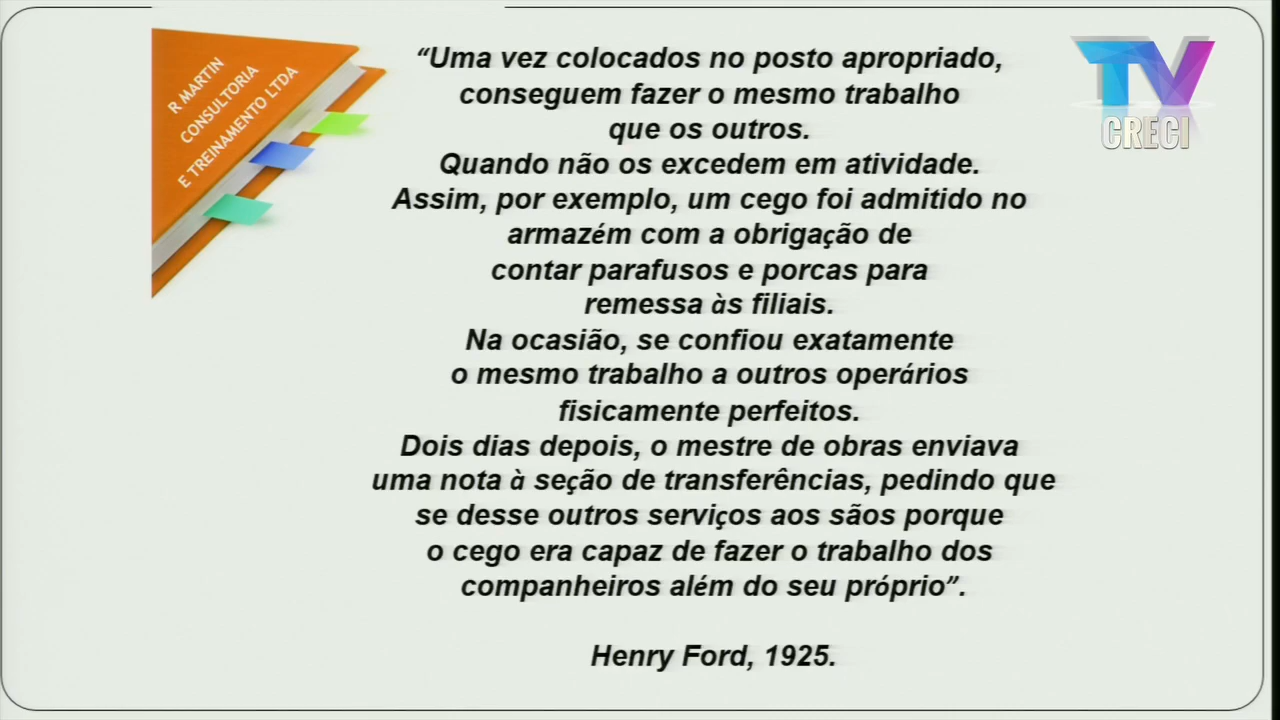 R MARTIN
CONSULTORIA
E TREINAMENTO LTDA
TV
CRECI
“Uma vez colocados no posto apropriado,
conseguem fazer o mesmo trabalho
que os outros.
Quando não os excedem em atividade.
Assim, por exemplo, um cego foi admitido no
armazém com a obrigação de
contar parafusos e porcas para
remessa às filiais.
Na ocasião, se confiou exatamente
o mesmo trabalho a outros operários
fisicamente perfeitos.
Dois dias depois, o mestre de obras enviava
uma nota à seção de transferências, pedindo que
se desse outros serviços aos sãos porque
o cego era capaz de fazer o trabalho dos
companheiros além do seu próprio”.
Henry Ford, 1925.